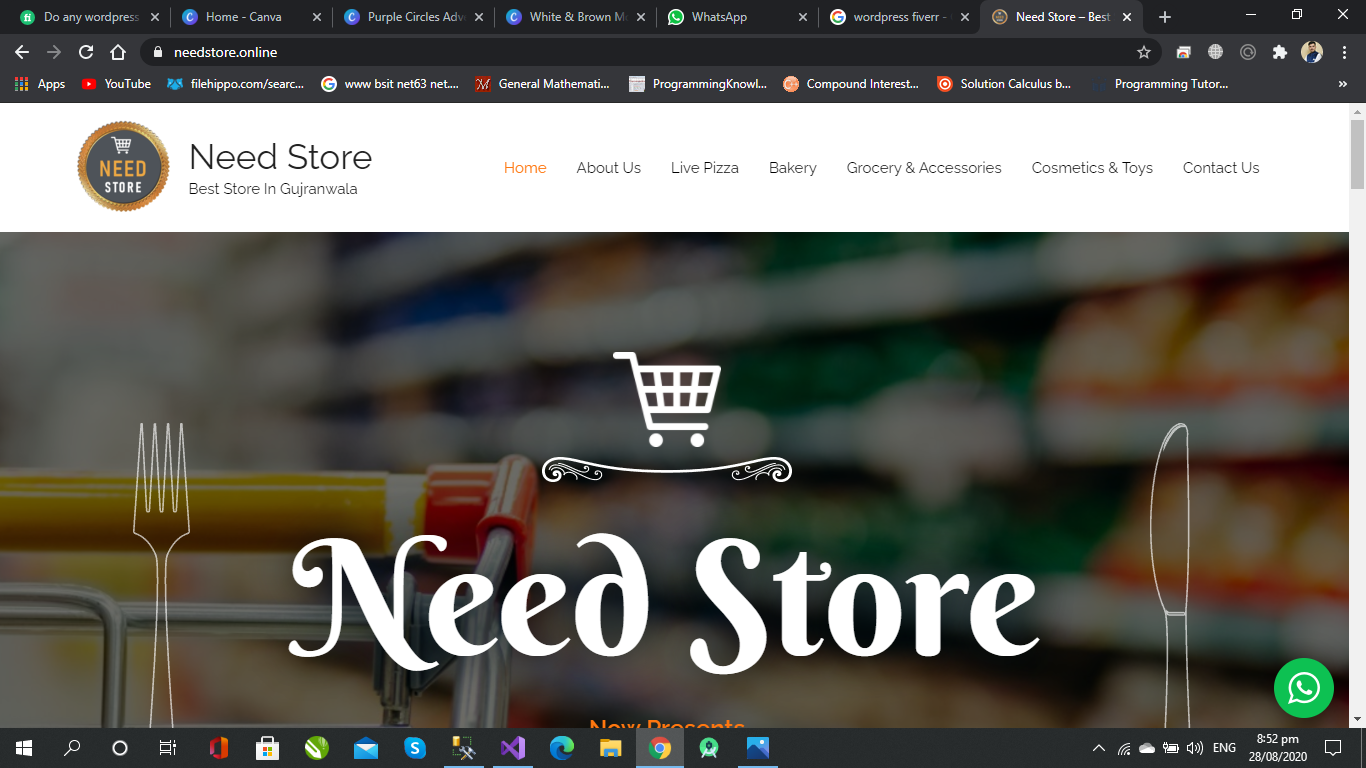 Do any wordpress
Home - Canva
Purple Circles Adv
White & Brown M
WhatsApp
wordpress fiverr -
Need Store – Best
needstore.online
Apps
YouTube
filehippo.com/searc...
www bsit net63 net....
General Mathemati...
ProgrammingKnowl...
Compound Interest...
Solution Calculus b...
Programming Tutor...
»
NEED
STORE
Need Store
Best Store In Gujranwala
Home
About Us
Live Pizza
Bakery
Grocery & Accessories
Cosmetics & Toys
Contact Us
Need Store
Now Presents
ENG
8:52 pm
28/08/2020